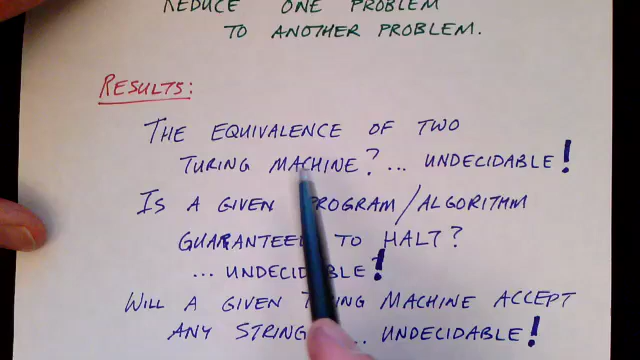 REDUCE ONE PROBLEM
TO ANOTHER PROBLEM.
RESULTS:
THE EQUIVALENCE OF TWO
TURING MACHINE? ... UNDECIDABLE!
IS A GIVEN PROGRAM/ALGORITHM
GUARANTEED TO HALT?
... UNDECIDABLE!
WILL A GIVEN TURING MACHINE ACCEPT
ANY STRING ... UNDECIDABLE!